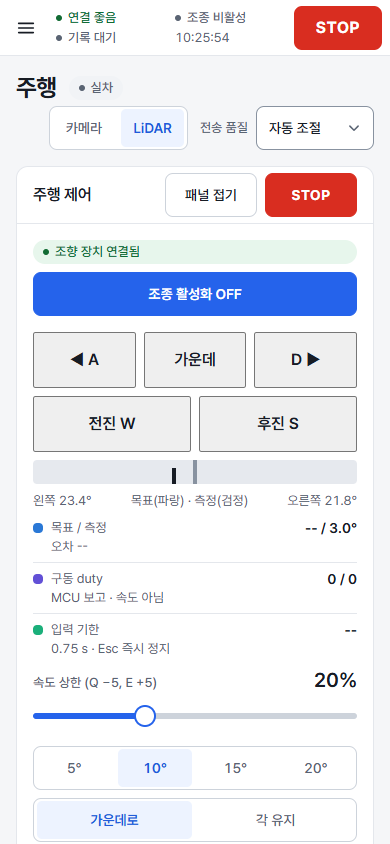 연결 좋음
조종 비활성
기록 대기
10:25:54
STOP
주행
실차
카메라
LiDAR
전송 품질
자동 조절
주행 제어
패널 접기
STOP
조향 장치 연결됨
조종 활성화 OFF
◀ A
가운데
D ▶
전진 W
후진 S
왼쪽 23.4°
목표(파랑) · 측정(검정)
오른쪽 21.8°
목표 / 측정
-- / 3.0°
오차 --
구동 duty
0 / 0
MCU 보고 · 속도 아님
입력 기한
--
0.75 s · Esc 즉시 정지
속도 상한 (Q −5, E +5)
20%
5°
10°
15°
20°
가운데로
각 유지